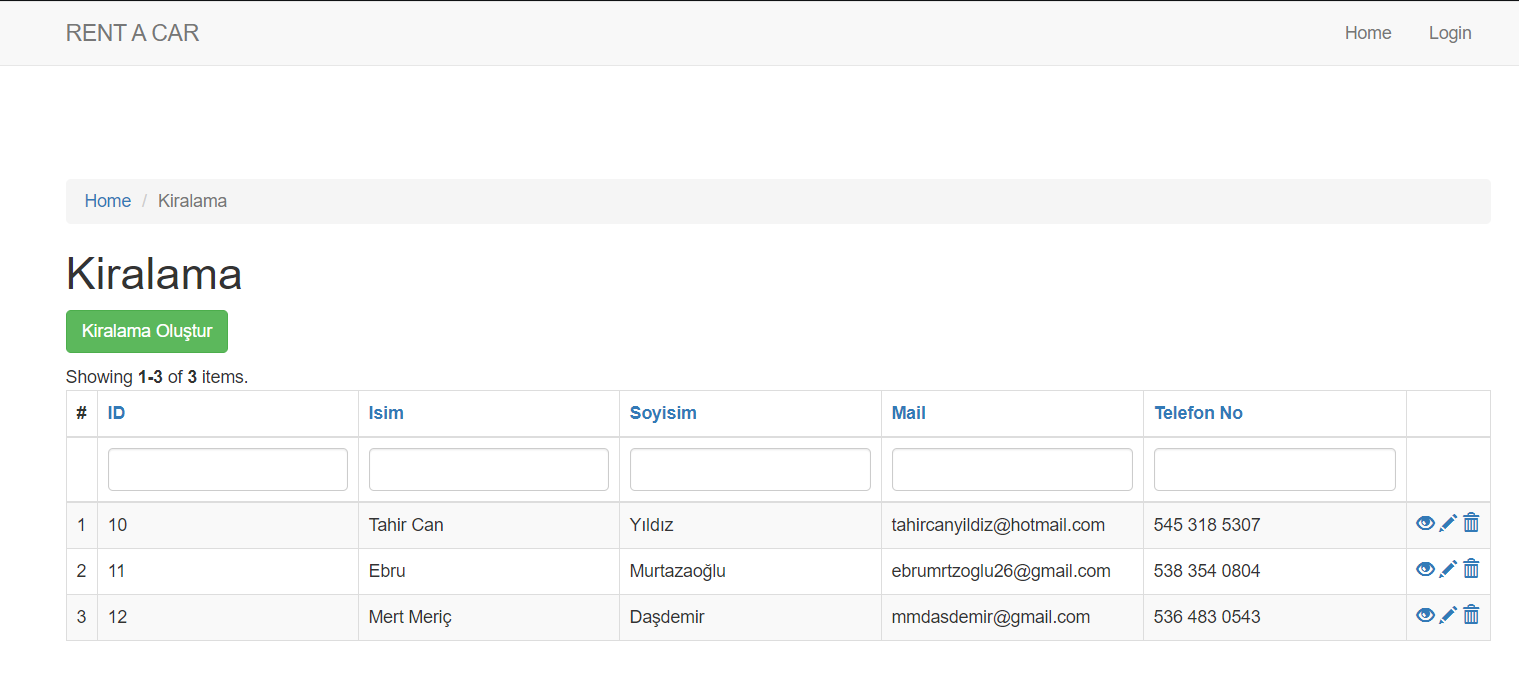 RENT A CAR Home Login
Home / Kiralama
Kiralama
Kiralama Oluştur
Showing 1-3 of 3 items.
# ID Isim Soyisim Mail Telefon No
1 10 Tahir Can Yıldız tahircanyildiz@hotmail.com 545 318 5307
2 11 Ebru Murtazaoğlu ebrumrtzoglu26@gmail.com 538 354 0804
3 12 Mert Meriç Daşdemir mmdasdemir@gmail.com 536 483 0543